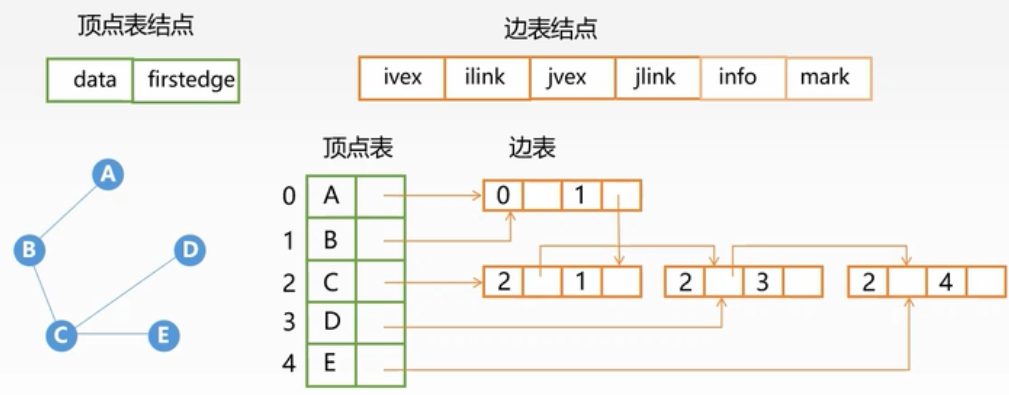 顶点表结点
边表结点
data firstedge
ivex ilink jvex jlink info mark
顶点表 边表
A
B
D
C
E
0 A 0 1
1 B
2 C 2 1 2 3 2 4
3 D
4 E